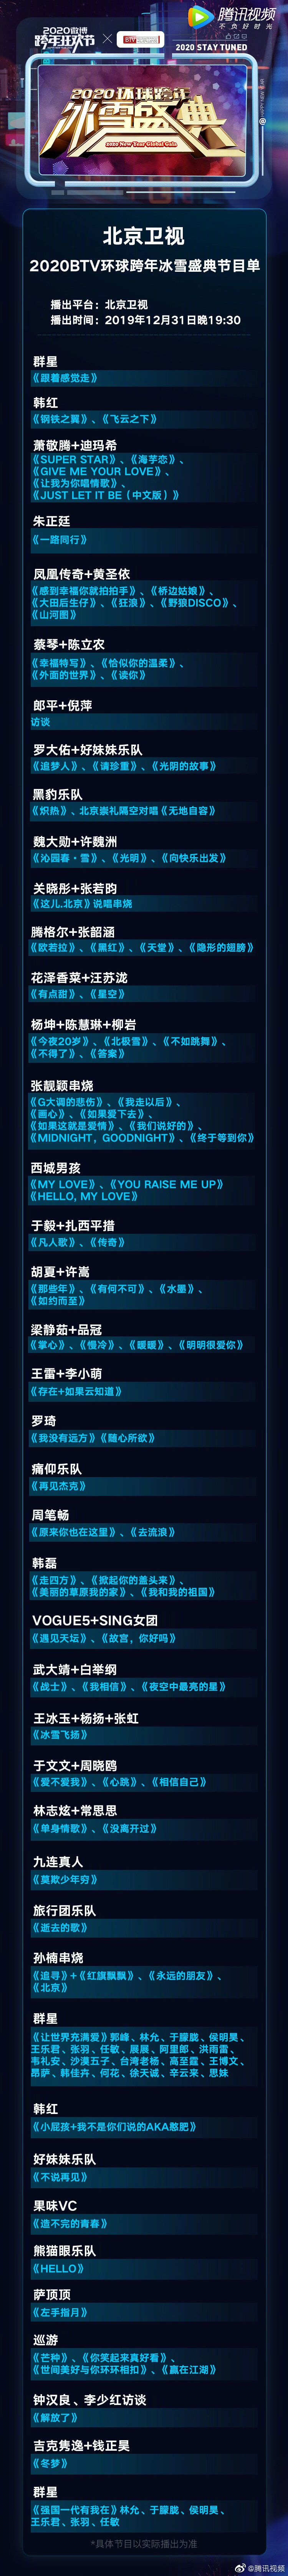 2020微博
跨年狂欢节
BTV
腾讯视频
不负好时光
2020 STAY TUNED
2020环球跨年
冰雪盛典
2020 New Year Global Gala
北京卫视
2020BTV环球跨年冰雪盛典节目单
播出平台：北京卫视
播出时间：2019年12月31日晚19:30
群星
《跟着感觉走》
韩红
《钢铁之翼》、《飞云之下》
萧敬腾+迪玛希
《SUPER STAR》、《海芋恋》、
《GIVE ME YOUR LOVE》、
《让我为你唱情歌》、
《JUST LET IT BE（中文版）》
朱正廷
《一路同行》
凤凰传奇+黄圣依
《感到幸福你就拍拍手》、《桥边姑娘》、
《大田后生仔》、《狂浪》、《野狼DISCO》、
《山河图》
蔡琴+陈立农
《幸福特写》、《恰似你的温柔》、
《外面的世界》、《读你》
郎平+倪萍
访谈
罗大佑+好妹妹乐队
《追梦人》、《请珍重》、《光阴的故事》
黑豹乐队
《炽热》、北京崇礼隔空对唱《无地自容》
魏大勋+许魏洲
《沁园春·雪》、《光明》、《向快乐出发》
关晓彤+张若昀
《这儿.北京》说唱串烧
腾格尔+张韶涵
《欧若拉》、《黑红》、《天堂》、《隐形的翅膀》
花泽香菜+汪苏泷
《有点甜》、《星空》
杨坤+陈慧琳+柳岩
《今夜20岁》、《北极雪》、《不如跳舞》、
《不得了》、《答案》
张靓颖串烧
《G大调的悲伤》、《我走以后》、
《画心》、《如果爱下去》、
《如果这就是爱情》、《我们说好的》、
《MIDNIGHT，GOODNIGHT》、《终于等到你》
西城男孩
《MY LOVE》、《YOU RAISE ME UP》
《HELLO, MY LOVE》
于毅+扎西平措
《凡人歌》、《传奇》
胡夏+许嵩
《那些年》、《有何不可》、《水墨》、
《如约而至》
梁静茹+品冠
《掌心》、《慢冷》、《暖暖》、《明明很爱你》
王雷+李小萌
《存在+如果云知道》
罗琦
《我没有远方》《随心所欲》
痛仰乐队
《再见杰克》
周笔畅
《原来你也在这里》、《去流浪》
韩磊
《走四方》、《掀起你的盖头来》、
《美丽的草原我的家》、《我和我的祖国》
VOGUE5+SING女团
《遇见天坛》、《故宫，你好吗》
武大靖+白举纲
《战士》、《我相信》、《夜空中最亮的星》
王冰玉+杨扬+张虹
《冰雪飞扬》
于文文+周晓鸥
《爱不爱我》、《心跳》、《相信自己》
林志炫+常思思
《单身情歌》、《没离开过》
九连真人
《莫欺少年穷》
旅行团乐队
《逝去的歌》
孙楠串烧
《追寻》+《红旗飘飘》、《永远的朋友》、
《北京》
群星
《让世界充满爱》郭峰、林允、于朦胧、侯明昊、
王乐君、张羽、任敏、展展、阿里郎、洪雨雷、
韦礼安、沙漠五子、台湾老杨、高至霆、王博文、
昂萨、韩佳卉、何花、徐天诚、辛云来、思妹
韩红
《小屁孩+我不是你们说的AKA憨肥》
好妹妹乐队
《不说再见》
果味VC
《造不完的青春》
熊猫眼乐队
《HELLO》
萨顶顶
《左手指月》
巡游
《芒种》、《你笑起来真好看》、
《世间美好与你环环相扣》、《赢在江湖》
钟汉良、李少红访谈
《解放了》
吉克隽逸+钱正昊
《冬梦》
群星
《强国一代有我在》林允、于朦胧、侯明昊、
王乐君、张羽、任敏
*具体节目以实际播出为准
@腾讯视频